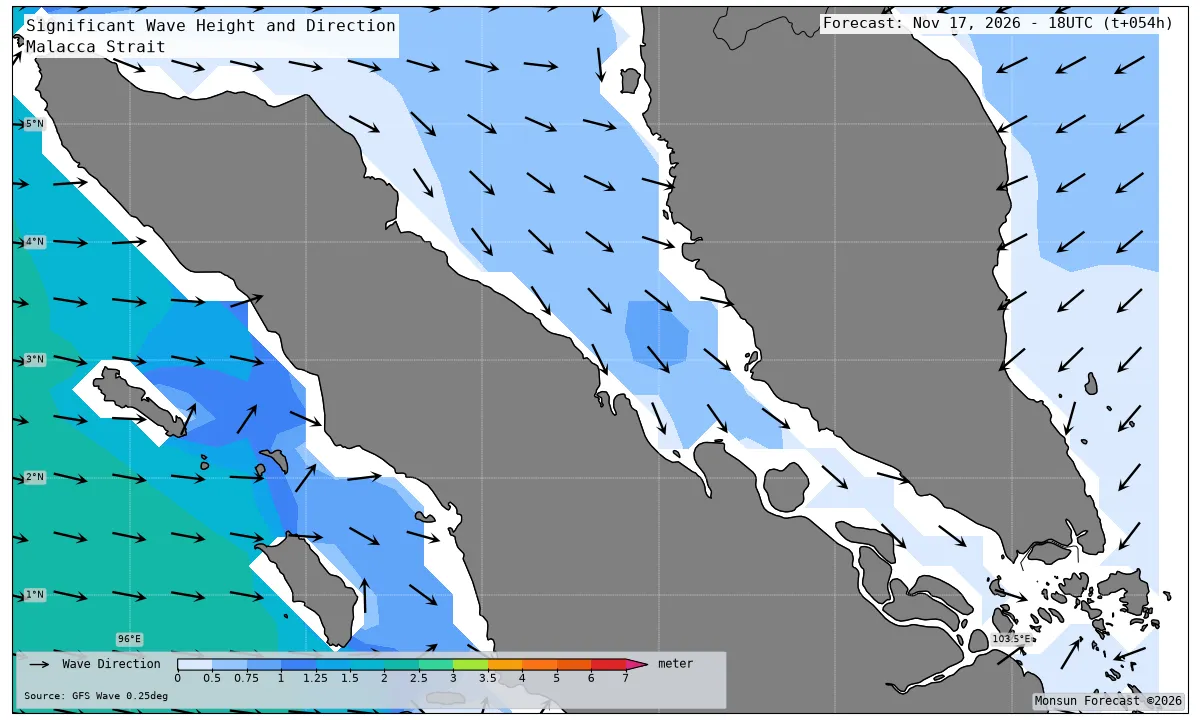 Significant Wave Height and Direction
Malacca Strait
Forecast: Nov 17, 2026 - 18UTC (t+054h)
5°N
4°N
3°N
2°N
1°N
96°E
103.5°E
Wave Direction
meter
0 0.5 0.75 1 1.25 1.5 2 2.5 3 3.5 4 5 6 7
Source: GFS Wave 0.25deg
Monsun Forecast ©2026